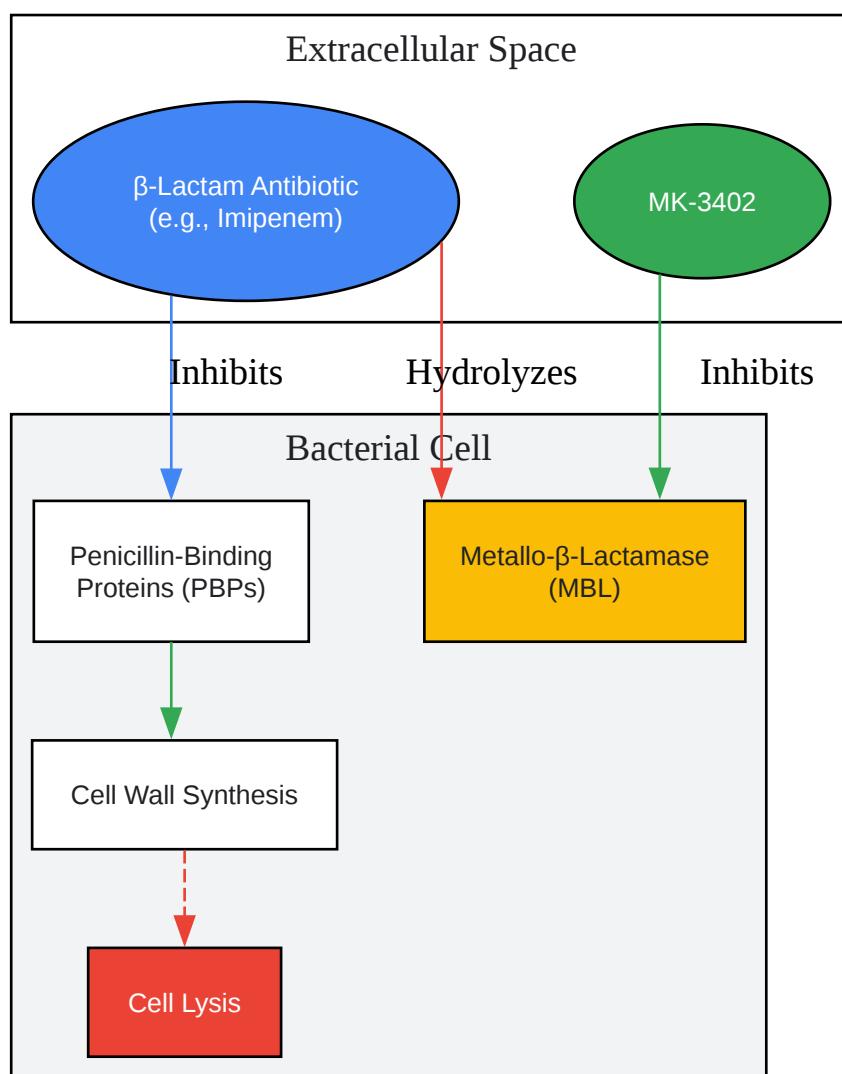 Extracellular Space
β-Lactam Antibiotic
(e.g., Imipenem)
MK-3402
Inhibits
Hydrolyzes
Inhibits
Bacterial Cell
Penicillin-Binding
Proteins (PBPs)
Metallo-β-Lactamase
(MBL)
Cell Wall Synthesis
Cell Lysis